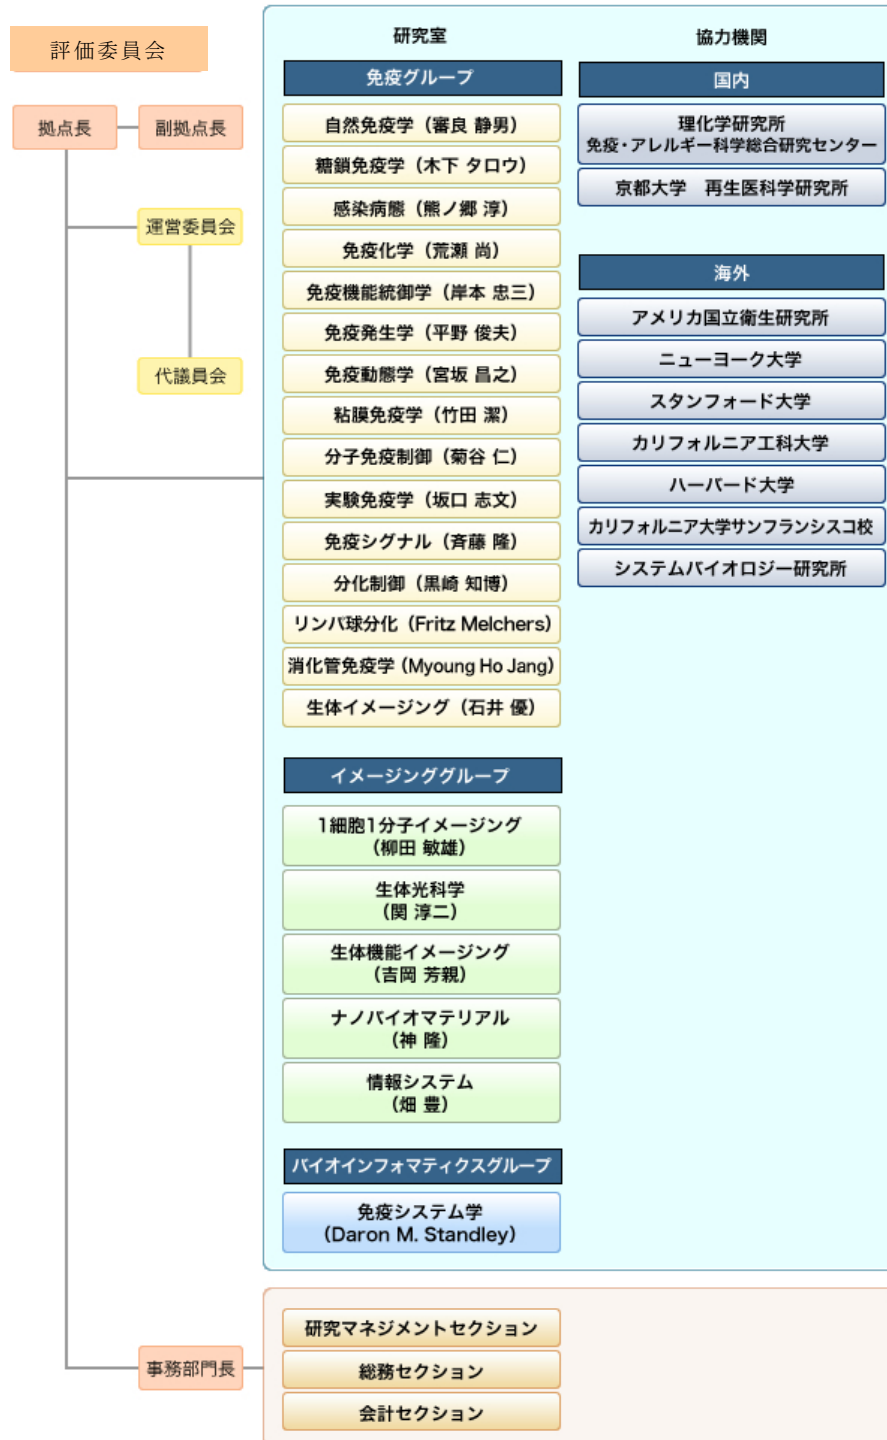 評価委員会
拠点長
副拠点長
運営委員会
代議員会
研究室
免疫グループ
自然免疫学（審良 静男）
糖鎖免疫学（木下 タロウ）
感染病態（熊ノ郷 淳）
免疫化学（荒瀬 尚）
免疫機能統御学（岸本 忠三）
免疫発生学（平野 俊夫）
免疫動態学（宮坂 昌之）
粘膜免疫学（竹田 潔）
分子免疫制御（菊谷 仁）
実験免疫学（坂口 志文）
免疫シグナル（斉藤 隆）
分化制御（黒崎 知博）
リンパ球分化（Fritz Melchers）
消化管免疫学（Myoung Ho Jang）
生体イメージング（石井 優）
イメージンググループ
1細胞1分子イメージング
（柳田 敏雄）
生体光科学
（関 淳二）
生体機能イメージング
（吉岡 芳親）
ナノバイオマテリアル
（神 隆）
情報システム
（畑 豊）
バイオインフォマティクスグループ
免疫システム学
（Daron M. Standley）
協力機関
国内
理化学研究所
免疫・アレルギー科学総合研究センター
京都大学　再生医科学研究所
海外
アメリカ国立衛生研究所
ニューヨーク大学
スタンフォード大学
カリフォルニア工科大学
ハーバード大学
カリフォルニア大学サンフランシスコ校
システムバイオロジー研究所
事務部門長
研究マネジメントセクション
総務セクション
会計セクション